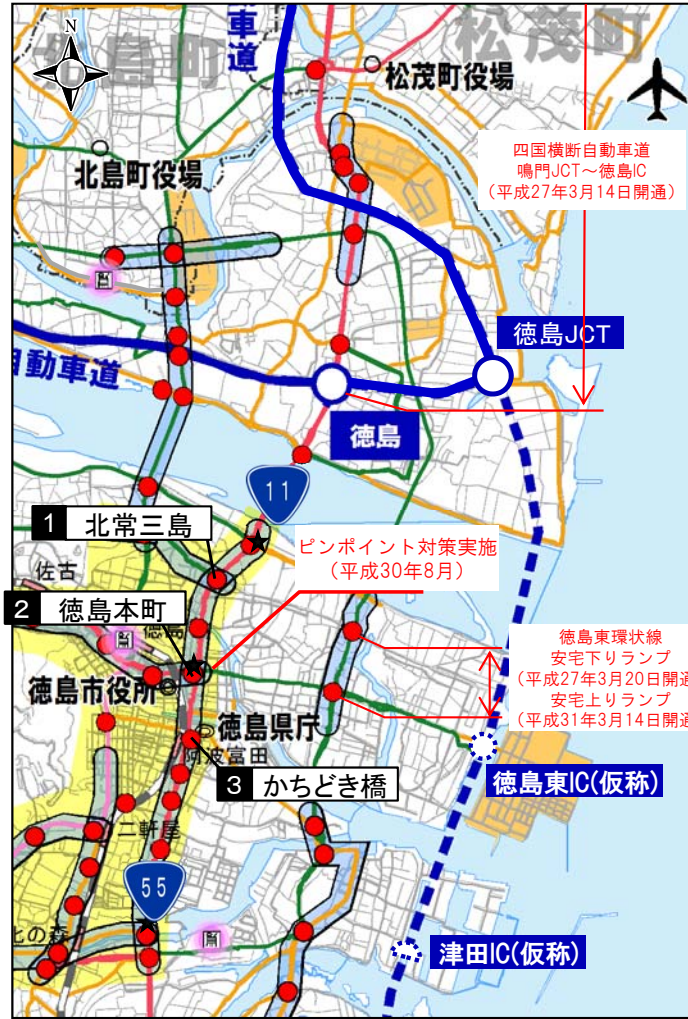 N
車道
北島町
松茂町
松茂町役場
北島町役場
四国横断自動車道
鳴門JCT～徳島IC
(平成27年3月14日開通)
徳島JCT
自動車道
徳島
11
1 北常三島
ピンポイント対策実施
(平成30年8月)
佐古
2 徳島本町
徳島
徳島市役所
徳島県庁
阿波富田
3 かちどき橋
徳島東環状線
安宅下りランプ
(平成27年3月20日開通
安宅上りランプ
(平成31年3月14日開通
徳島東IC(仮称)
二軒屋
55
津田IC(仮称)